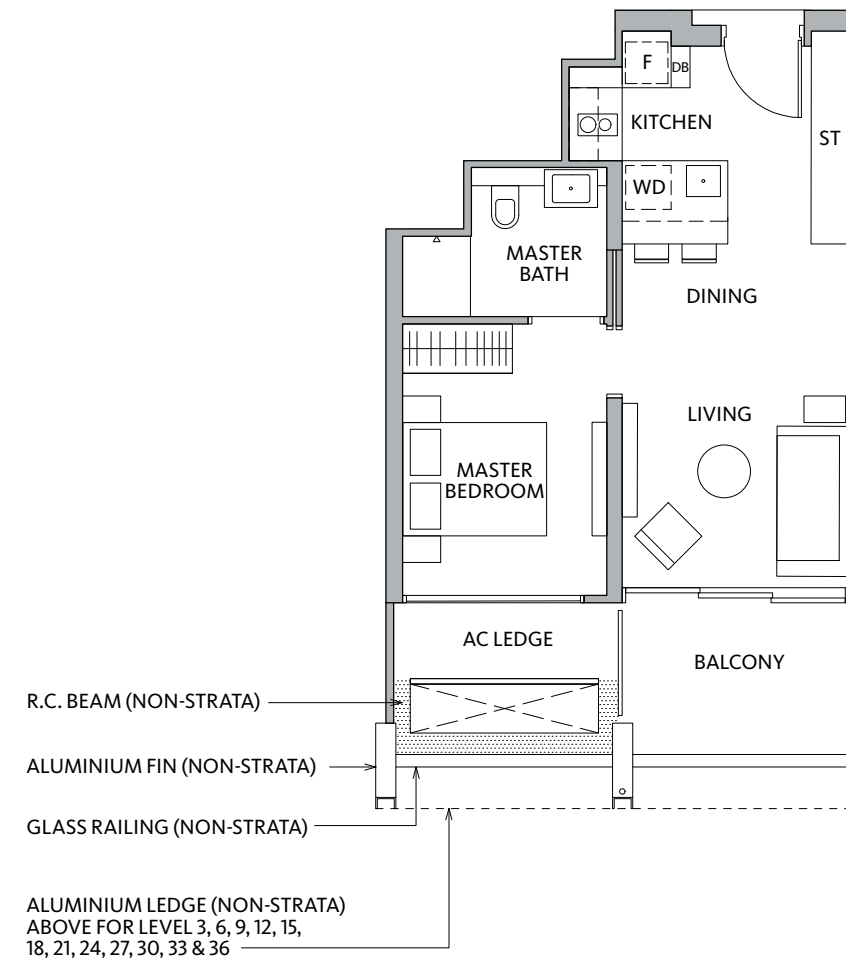 F
DB
KITCHEN
ST
WD
MASTER
BATH
DINING
LIVING
MASTER
BEDROOM
AC LEDGE
BALCONY
R.C. BEAM (NON-STRATA)
ALUMINIUM FIN (NON-STRATA)
GLASS RAILING (NON-STRATA)
ALUMINIUM LEDGE (NON-STRATA)
ABOVE FOR LEVEL 3, 6, 9, 12, 15,
18, 21, 24, 27, 30, 33 & 36